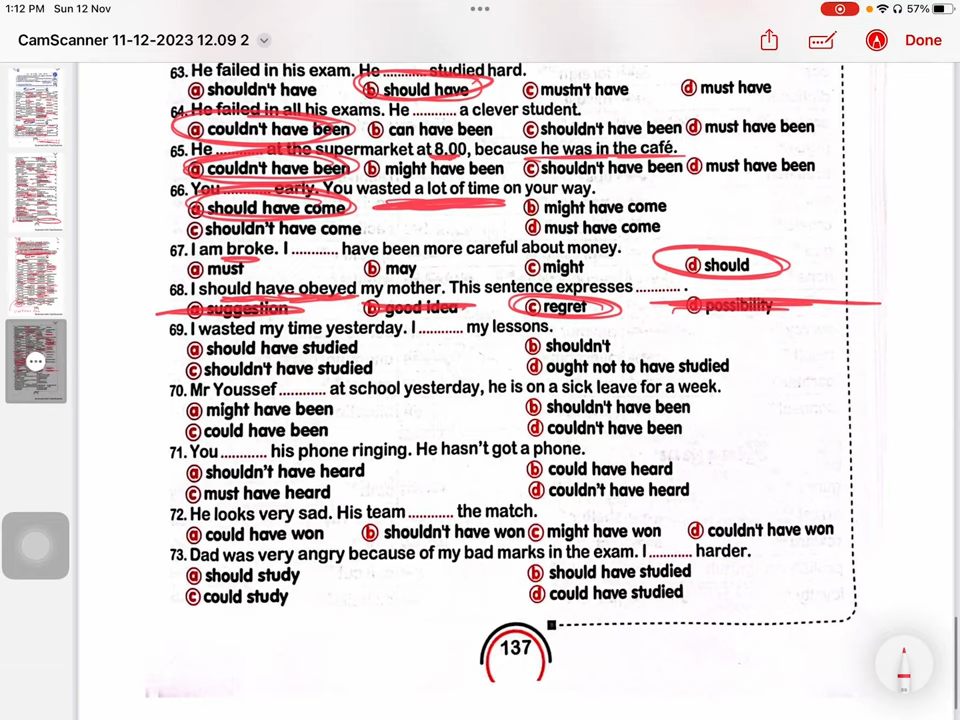 1:12 PM Sun 12 Nov
57%
CamScanner 11-12-2023 12.09 2
Done
63. He failed in his exam. He ............ studied hard.
ⓐ shouldn't have ⓑ should have ⓒ mustn't have ⓓ must have
64. He failed in all his exams. He ............ a clever student.
ⓐ couldn't have been ⓑ can have been ⓒ shouldn't have been ⓓ must have been
65. He ............ at the supermarket at 8.00, because he was in the café.
ⓐ couldn't have been ⓑ might have been ⓒ shouldn't have been ⓓ must have been
66. You ............ early. You wasted a lot of time on your way.
ⓐ should have come ⓑ might have come
ⓒ shouldn't have come ⓓ must have come
67. I am broke. I ............ have been more careful about money.
ⓐ must ⓑ may ⓒ might ⓓ should
68. I should have obeyed my mother. This sentence expresses ............ .
ⓐ suggestion ⓑ good idea ⓒ regret ⓓ possibility
69. I wasted my time yesterday. I ............ my lessons.
ⓐ should have studied ⓑ shouldn't
ⓒ shouldn't have studied ⓓ ought not to have studied
70. Mr Youssef ............ at school yesterday, he is on a sick leave for a week.
ⓐ might have been ⓑ shouldn't have been
ⓒ could have been ⓓ couldn't have been
71. You ............ his phone ringing. He hasn't got a phone.
ⓐ shouldn't have heard ⓑ could have heard
ⓒ must have heard ⓓ couldn't have heard
72. He looks very sad. His team ............ the match.
ⓐ could have won ⓑ shouldn't have won ⓒ might have won ⓓ couldn't have won
73. Dad was very angry because of my bad marks in the exam. I ............ harder.
ⓐ should study ⓑ should have studied
ⓒ could study ⓓ could have studied
137